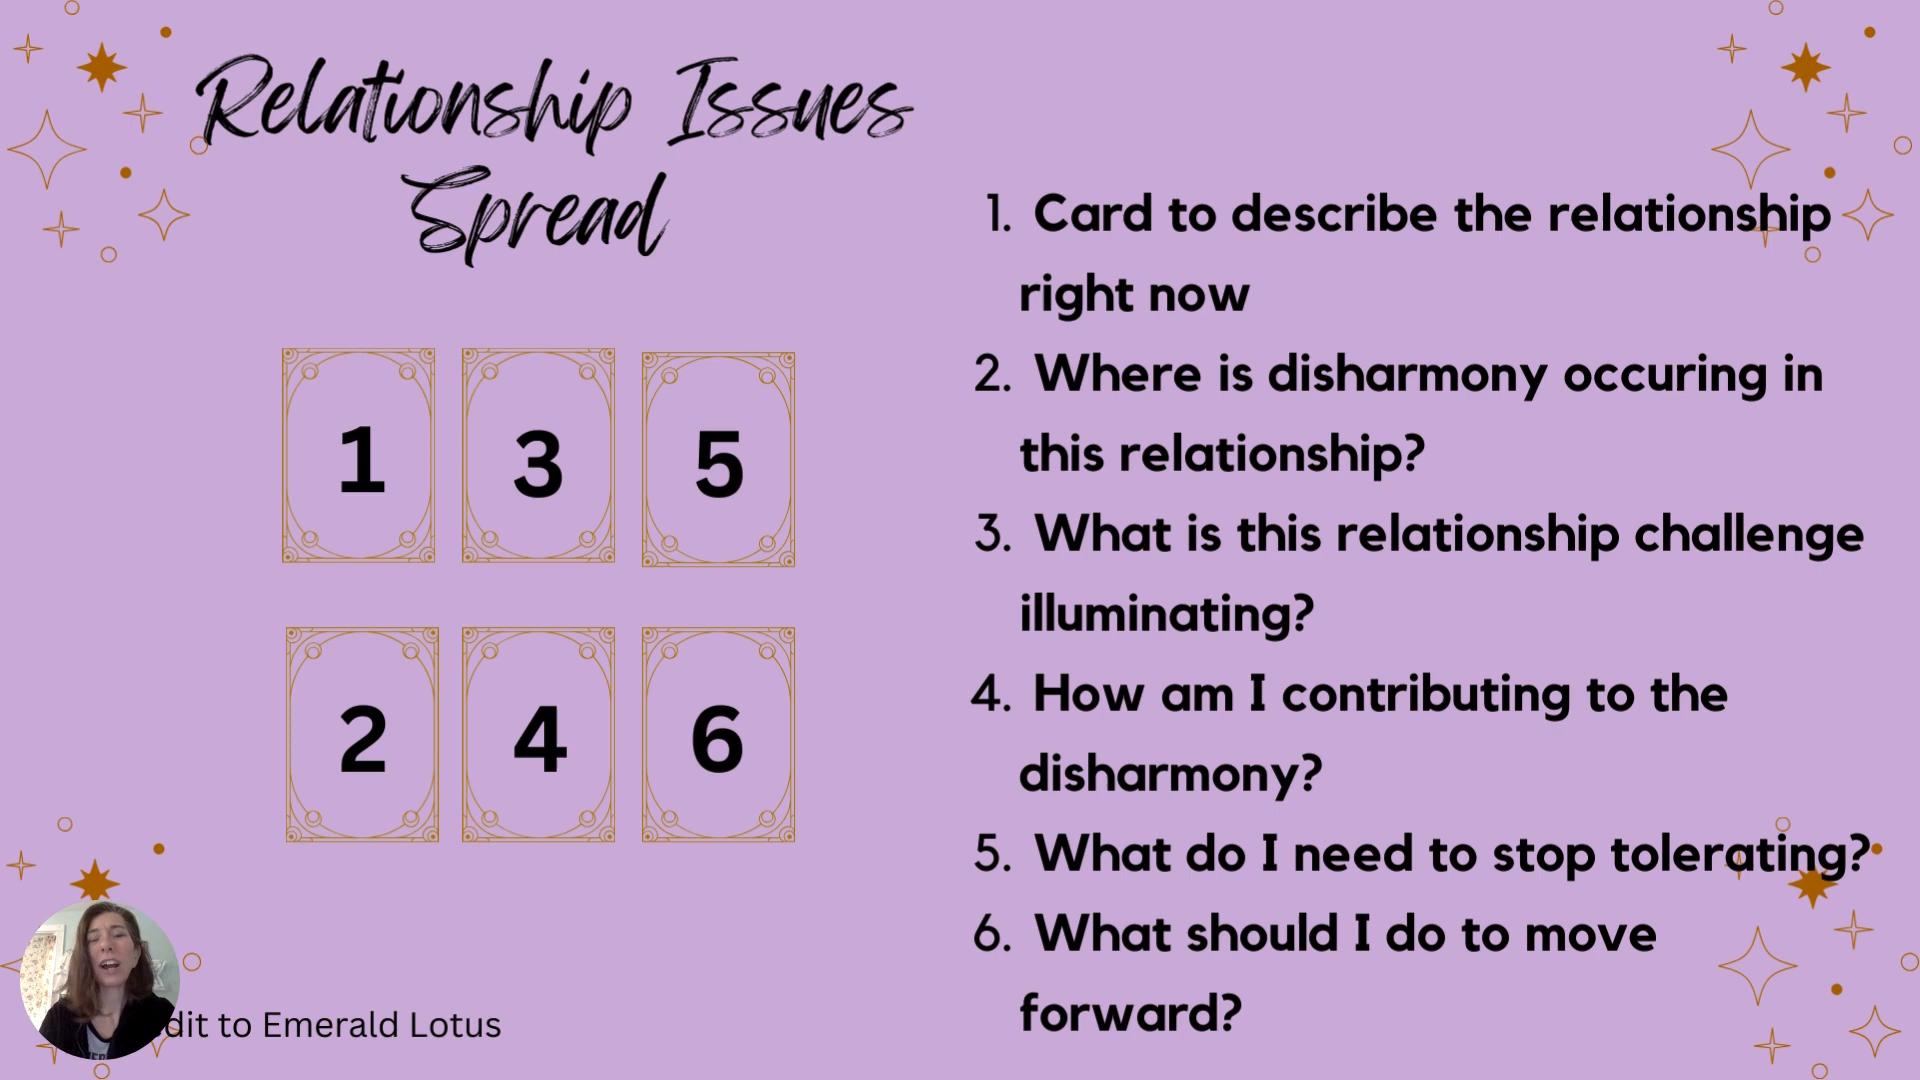 Relationship Issues
Spread
1. Card to describe the relationship
right now
2. Where is disharmony occuring in
this relationship?
3. What is this relationship challenge
illuminating?
4. How am I contributing to the
disharmony?
5. What do I need to stop tolerating?
6. What should I do to move
forward?
1 3 5
2 4 6
dit to Emerald Lotus